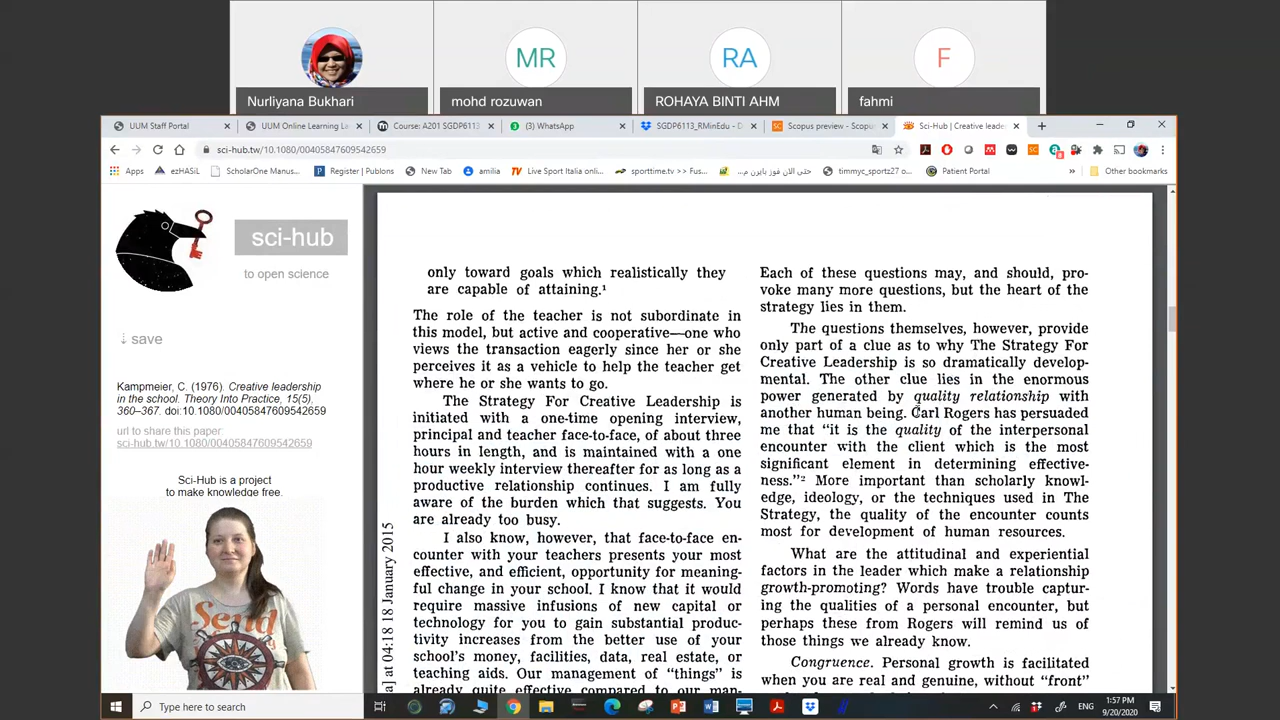 MR
RA
F
Nurliyana Bukhari
mohd rozuwan
ROHAYA BINTI AHM
fahmi
UUM Staff Portal
UUM Online Learning L
Course: A201 SGDP6113
(3) WhatsApp
SGDP6113_RMinEdu - D
Scopus preview - Scopu
Sci-Hub | Creative leade
sci-hub.tw/10.1080/00405847609542659
Apps
ezHASiL
ScholarOne Manus...
Register | Publons
New Tab
amilia
Live Sport Italia onli...
sporttime.tv >> Fus...
حتى الان فوز بايرن م...
timmyc_sportz27 o...
Patient Portal
»
Other bookmarks
sci-hub
to open science
↓ save
Kampmeier, C. (1976). Creative leadership
in the school. Theory Into Practice, 15(5),
360–367. doi:10.1080/00405847609542659
url to share this paper:
sci-hub.tw/10.1080/00405847609542659
Sci-Hub is a project
to make knowledge free.
Send
a] at 04:18 18 January 2015
only toward goals which realistically they
are capable of attaining.¹
The role of the teacher is not subordinate in
this model, but active and cooperative—one who
views the transaction eagerly since her or she
perceives it as a vehicle to help the teacher get
where he or she wants to go.
The Strategy For Creative Leadership is
initiated with a one-time opening interview,
principal and teacher face-to-face, of about three
hours in length, and is maintained with a one
hour weekly interview thereafter for as long as a
productive relationship continues. I am fully
aware of the burden which that suggests. You
are already too busy.
I also know, however, that face-to-face en-
counter with your teachers presents your most
effective, and efficient, opportunity for meaning-
ful change in your school. I know that it would
require massive infusions of new capital or
technology for you to gain substantial produc-
tivity increases from the better use of your
school's money, facilities, data, real estate, or
teaching aids. Our management of "things" is
already quite effective compared to our man-
Each of these questions may, and should, pro-
voke many more questions, but the heart of the
strategy lies in them.
The questions themselves, however, provide
only part of a clue as to why The Strategy For
Creative Leadership is so dramatically develop-
mental. The other clue lies in the enormous
power generated by quality relationship with
another human being. Carl Rogers has persuaded
me that "it is the quality of the interpersonal
encounter with the client which is the most
significant element in determining effective-
ness."² More important than scholarly knowl-
edge, ideology, or the techniques used in The
Strategy, the quality of the encounter counts
most for development of human resources.
What are the attitudinal and experiential
factors in the leader which make a relationship
growth-promoting? Words have trouble captur-
ing the qualities of a personal encounter, but
perhaps these from Rogers will remind us of
those things we already know.
Congruence. Personal growth is facilitated
when you are real and genuine, without "front"
Type here to search
ENG
1:57 PM
9/20/2020